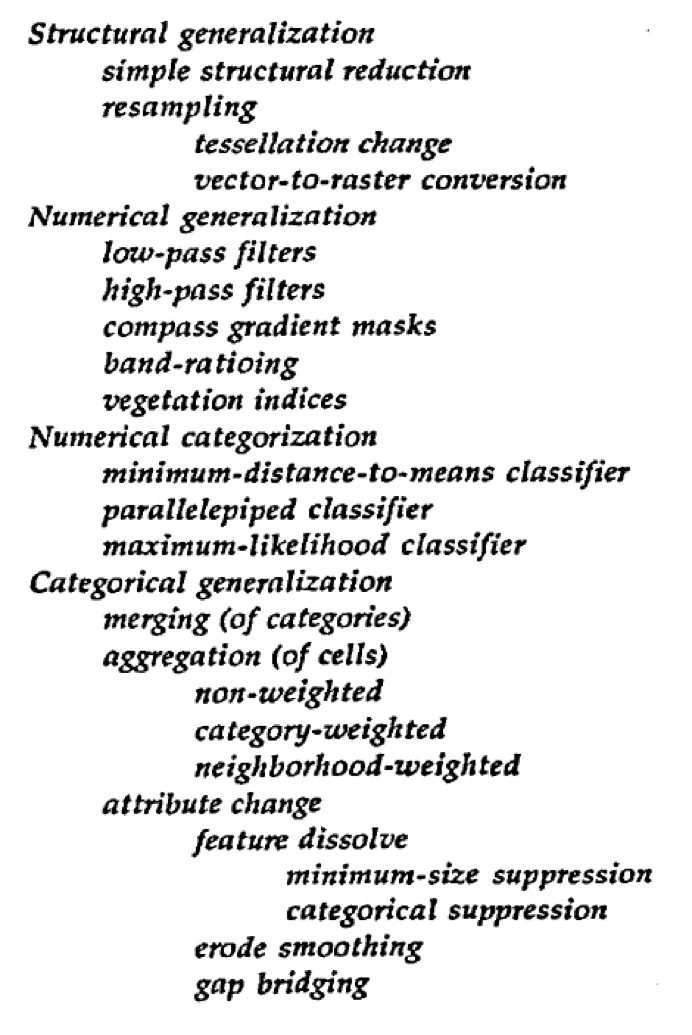 Structural generalization
simple structural reduction
resampling
tessellation change
vector-to-raster conversion
Numerical generalization
low-pass filters
high-pass filters
compass gradient masks
band-ratioing
vegetation indices
Numerical categorization
minimum-distance-to-means classifier
parallelepiped classifier
maximum-likelihood classifier
Categorical generalization
merging (of categories)
aggregation (of cells)
non-weighted
category-weighted
neighborhood-weighted
attribute change
feature dissolve
minimum-size suppression
categorical suppression
erode smoothing
gap bridging